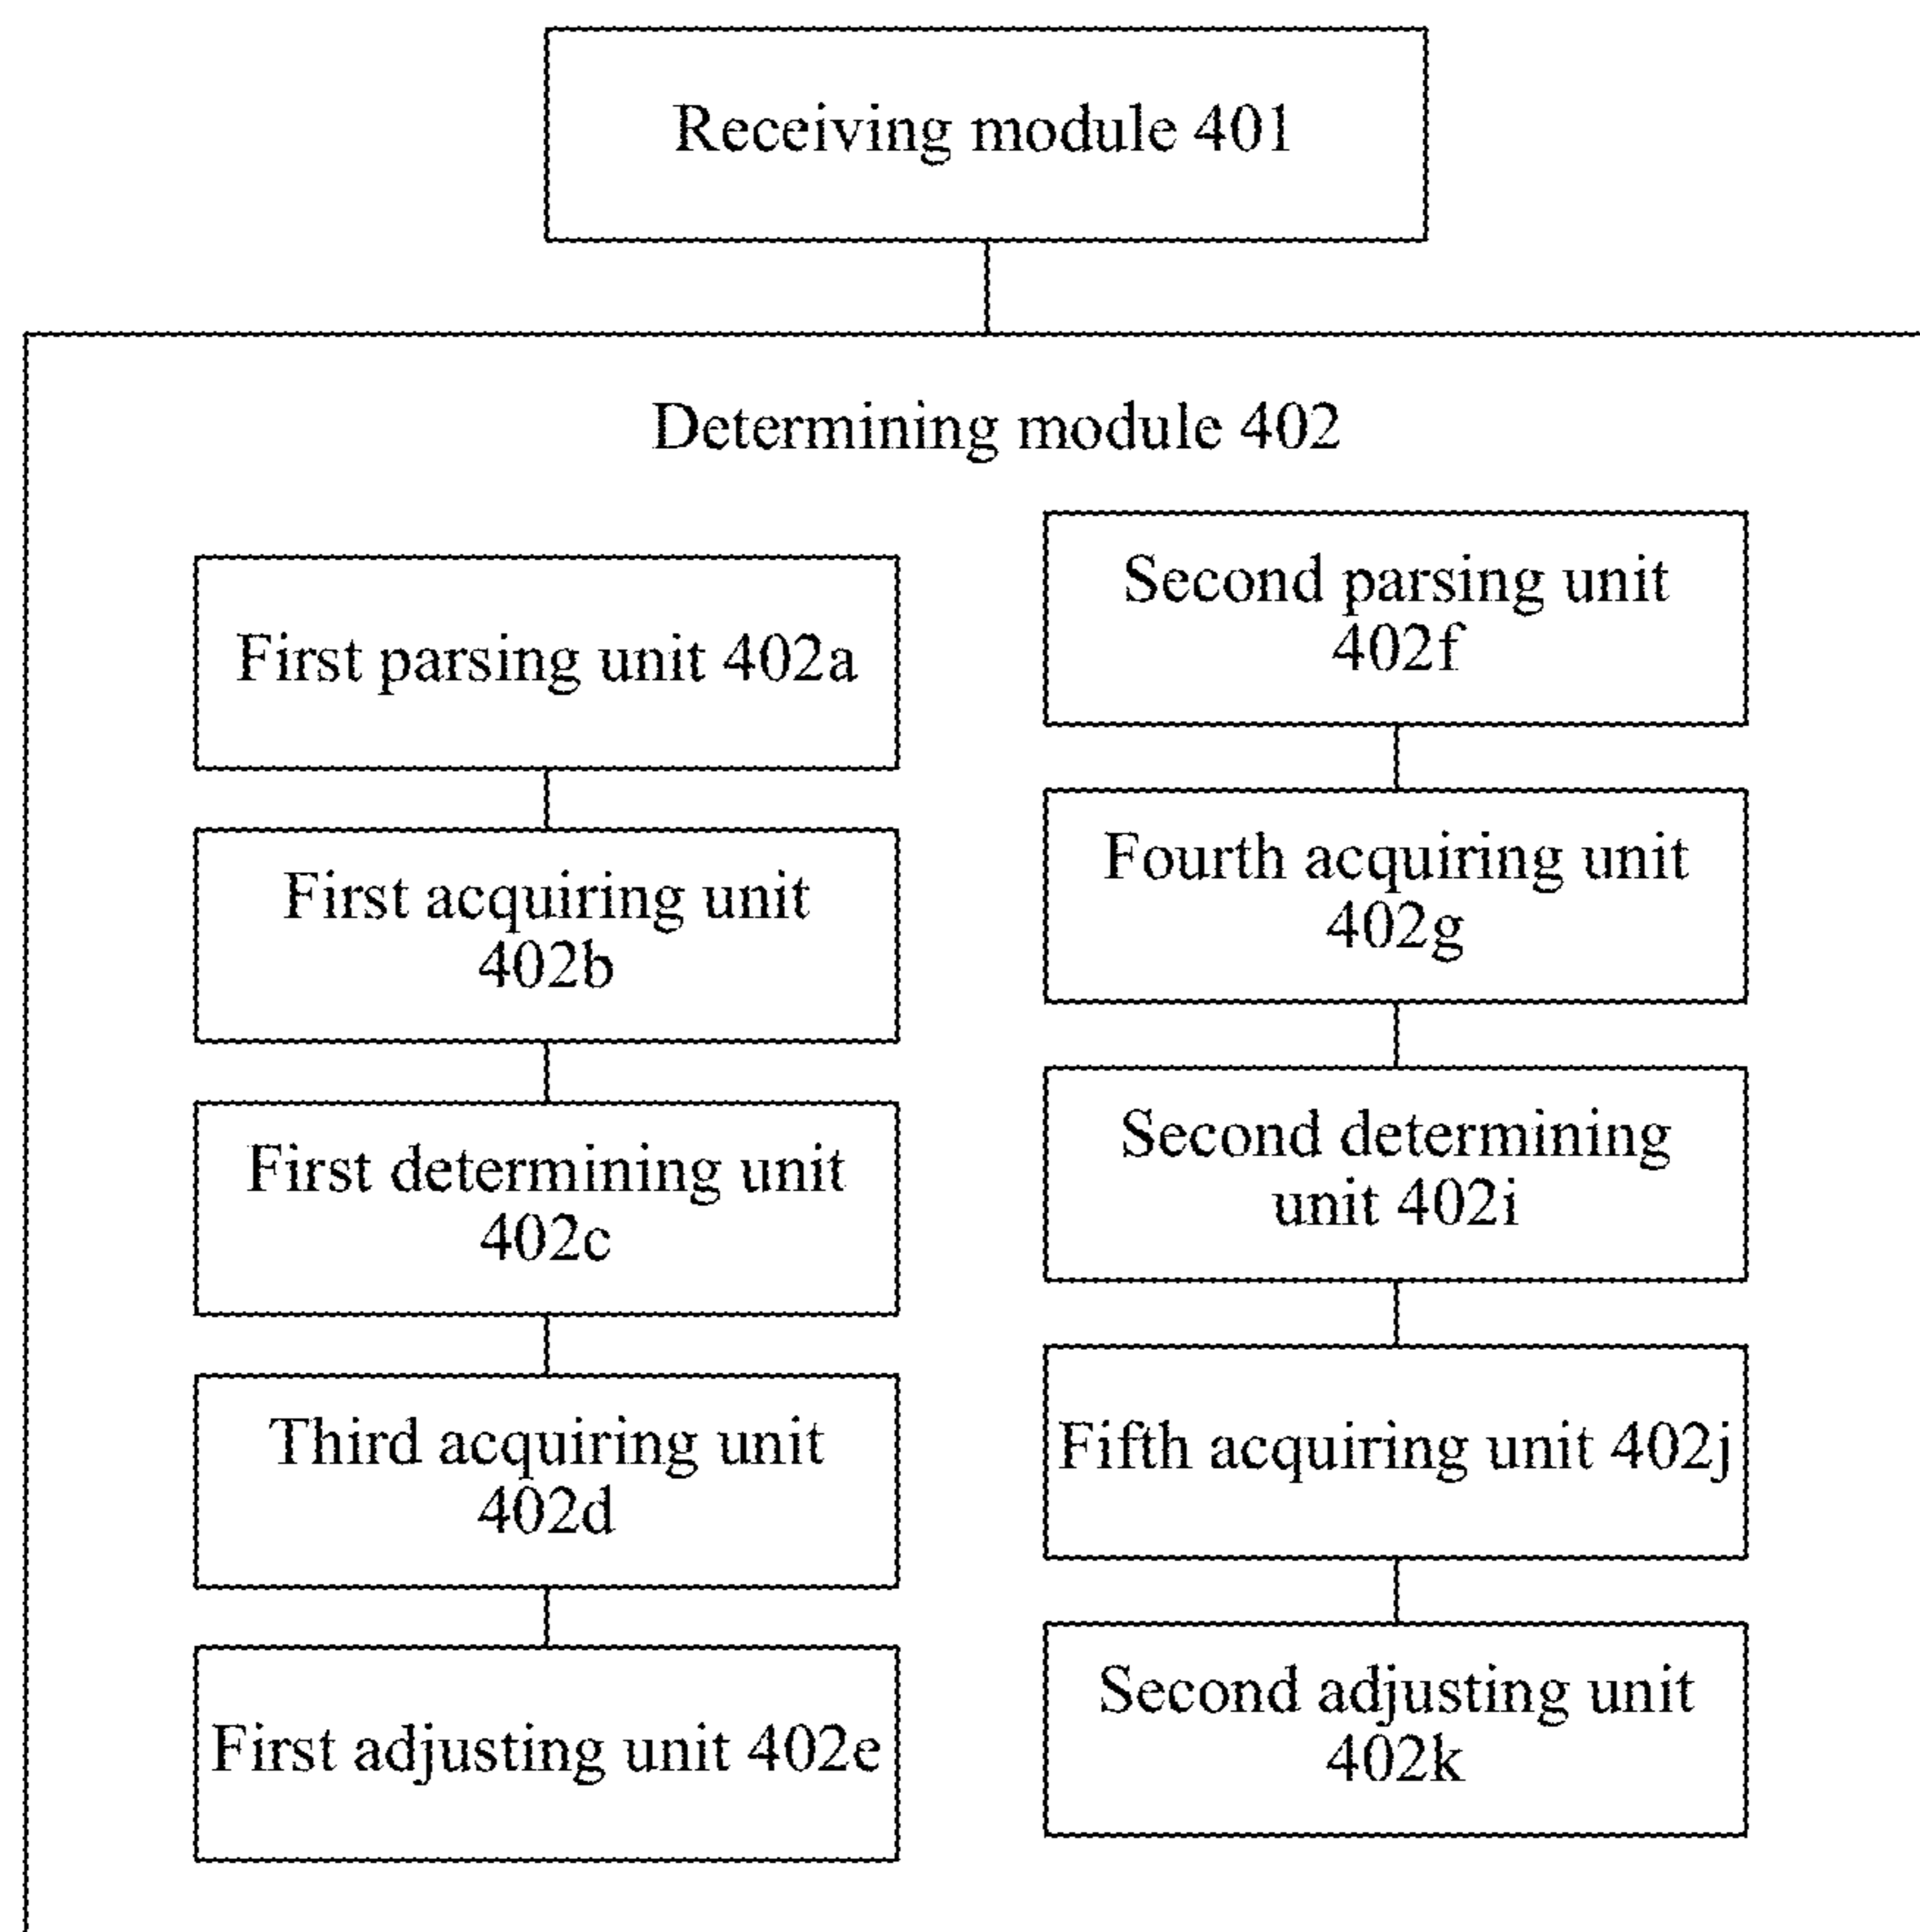 Receiving module 401
Determining module 402
First parsing unit 402a
First acquiring unit
402b
First determining unit
402c
Third acquiring unit
402d
First adjusting unit 402e
Second parsing unit
402f
Fourth acquiring unit
402g
Second determining
unit 402i
Fifth acquiring unit 402j
Second adjusting unit
402k